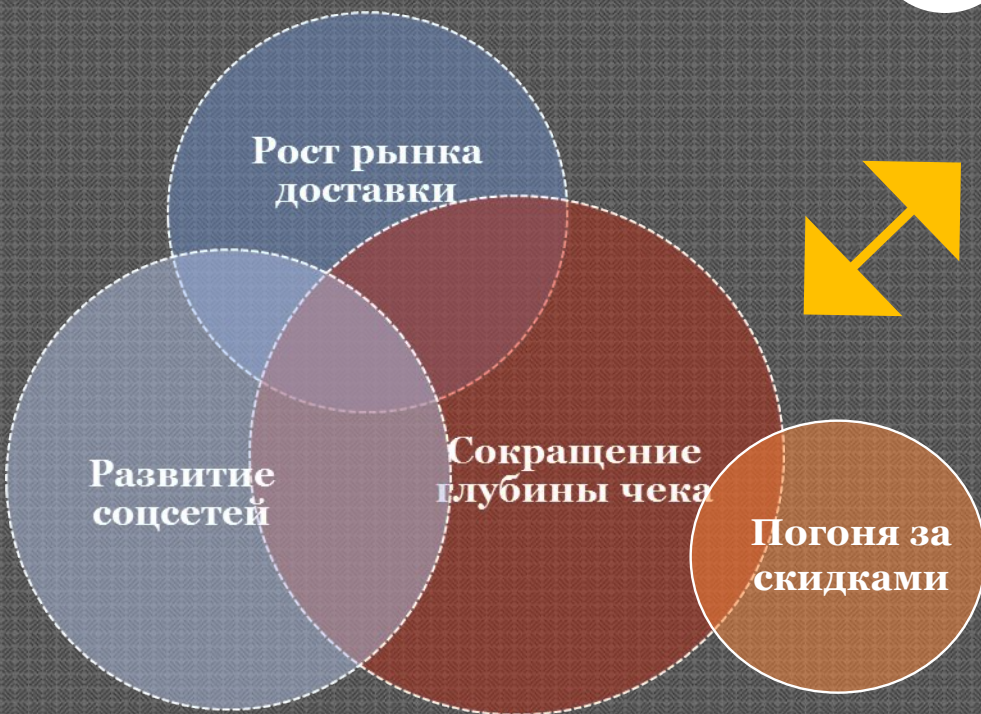 Рост рынка
доставки
Развитие
соцсетей
Сокращение
глубины чека
Погоня за
скидками